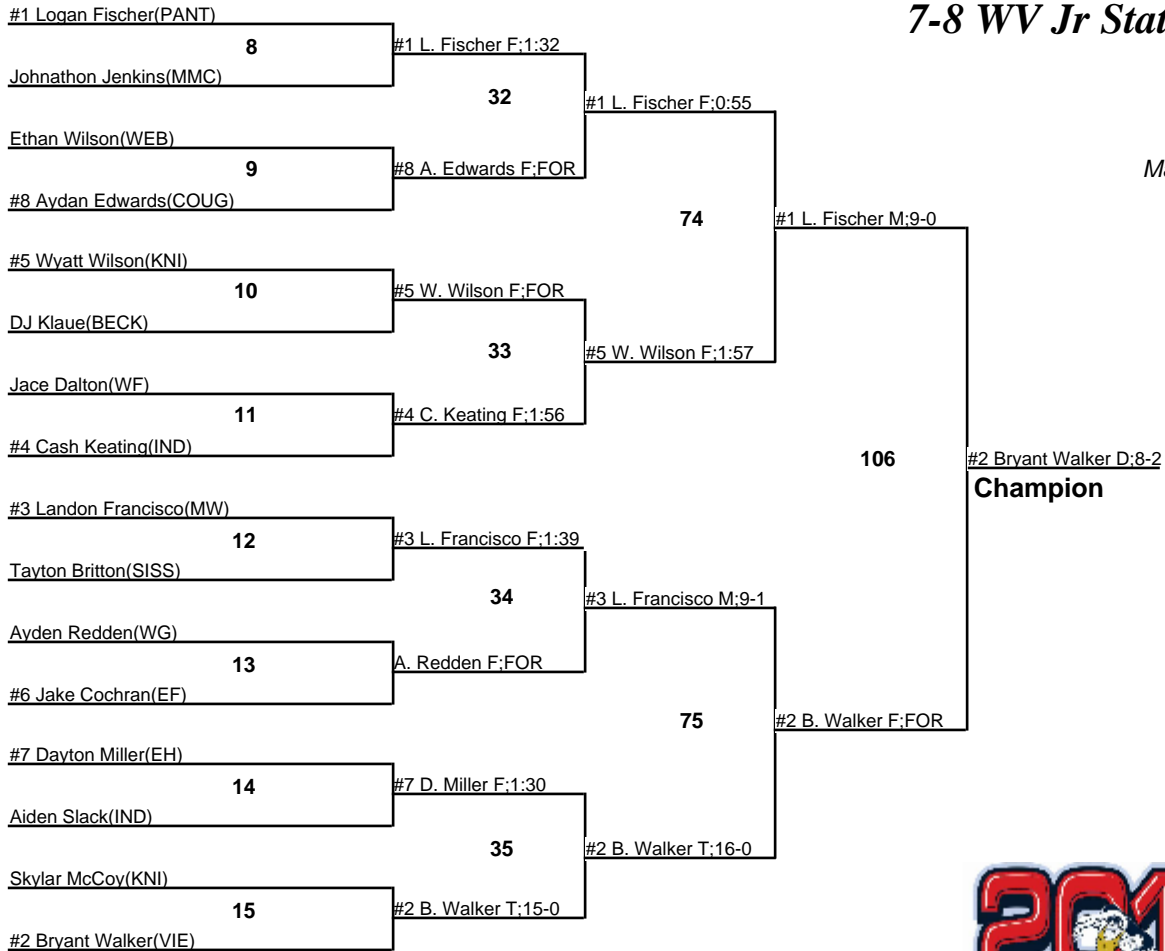 #1 Logan Fischer(PANT)
7-8 WV Jr Stat
8
#1 L. Fischer F;1:32
Johnathon Jenkins(MMC)
32
#1 L. Fischer F;0:55
Ethan Wilson(WEB)
9
#8 A. Edwards F;FOR
Ma
#8 Aydan Edwards(COUG)
74
#1 L. Fischer M;9-0
#5 Wyatt Wilson(KNI)
10
#5 W. Wilson F;FOR
DJ Klaue(BECK)
33
#5 W. Wilson F;1:57
Jace Dalton(WF)
11
#4 C. Keating F;1:56
#4 Cash Keating(IND)
106
#2 Bryant Walker D;8-2
Champion
#3 Landon Francisco(MW)
12
#3 L. Francisco F;1:39
Tayton Britton(SISS)
34
#3 L. Francisco M;9-1
Ayden Redden(WG)
13
A. Redden F;FOR
#6 Jake Cochran(EF)
75
#2 B. Walker F;FOR
#7 Dayton Miller(EH)
14
#7 D. Miller F;1:30
Aiden Slack(IND)
35
#2 B. Walker T;16-0
Skylar McCoy(KNI)
15
#2 B. Walker T;15-0
#2 Bryant Walker(VIE)
201